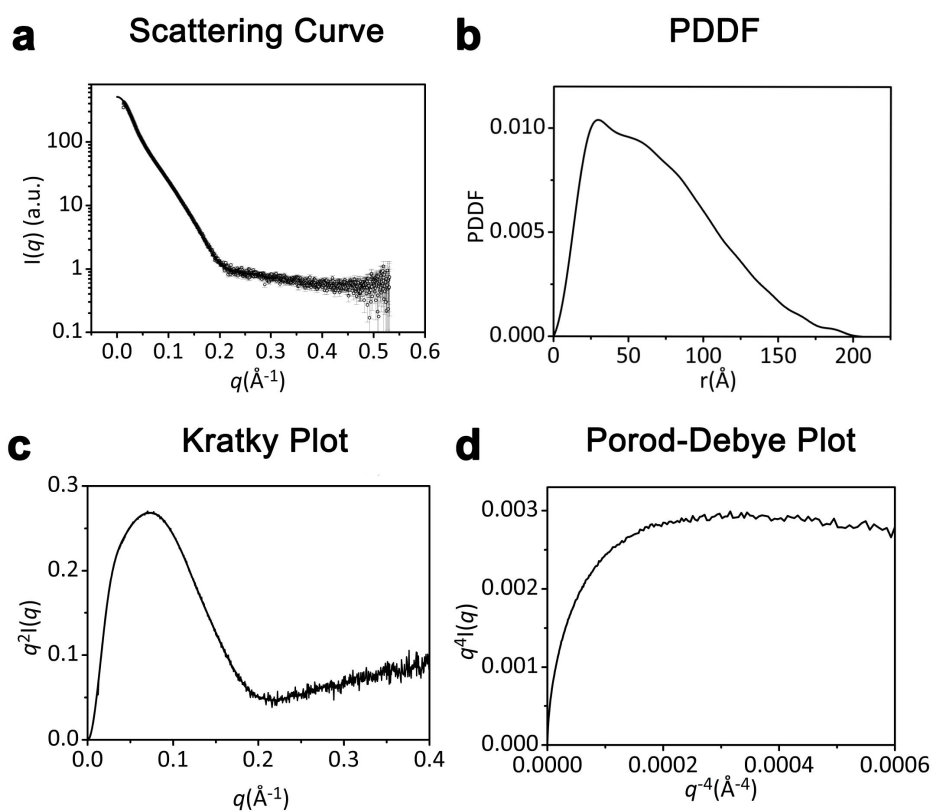 a
Scattering Curve
I(q) (a.u.)
100
10
1
0.1
0.0 0.1 0.2 0.3 0.4 0.5 0.6
q(Å⁻¹)
b
PDDF
PDDF
0.010
0.005
0.000
0 50 100 150 200
r(Å)
c
Kratky Plot
q²I(q)
0.3
0.2
0.1
0.0
0.0 0.1 0.2 0.3 0.4
q(Å⁻¹)
d
Porod-Debye Plot
q⁴I(q)
0.003
0.002
0.001
0.000
0.0000 0.0002 0.0004 0.0006
q⁻⁴(Å⁻⁴)